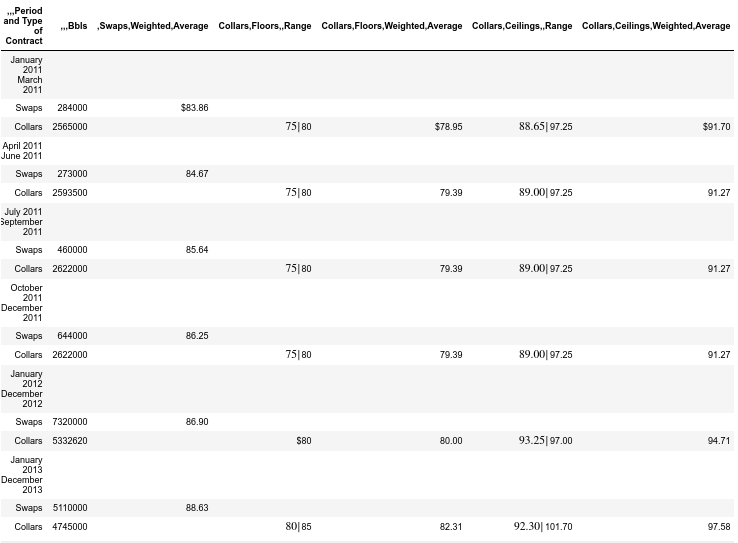 ,,,Period and Type of Contract ,,,Bbls ,Swaps,Weighted,Average Collars,Floors,,Range Collars,Floors,Weighted,Average Collars,Ceilings,,Range Collars,Ceilings,Weighted,Average
January 2011 March 2011
Swaps 284000 $83.86
Collars 2565000 75|80 $78.95 88.65|97.25 $91.70
April 2011 June 2011
Swaps 273000 84.67
Collars 2593500 75|80 79.39 89.00|97.25 91.27
July 2011 September 2011
Swaps 460000 85.64
Collars 2622000 75|80 79.39 89.00|97.25 91.27
October 2011 December 2011
Swaps 644000 86.25
Collars 2622000 75|80 79.39 89.00|97.25 91.27
January 2012 December 2012
Swaps 7320000 86.90
Collars 5332620 $80 80.00 93.25|97.00 94.71
January 2013 December 2013
Swaps 5110000 88.63
Collars 4745000 80|85 82.31 92.30|101.70 97.58